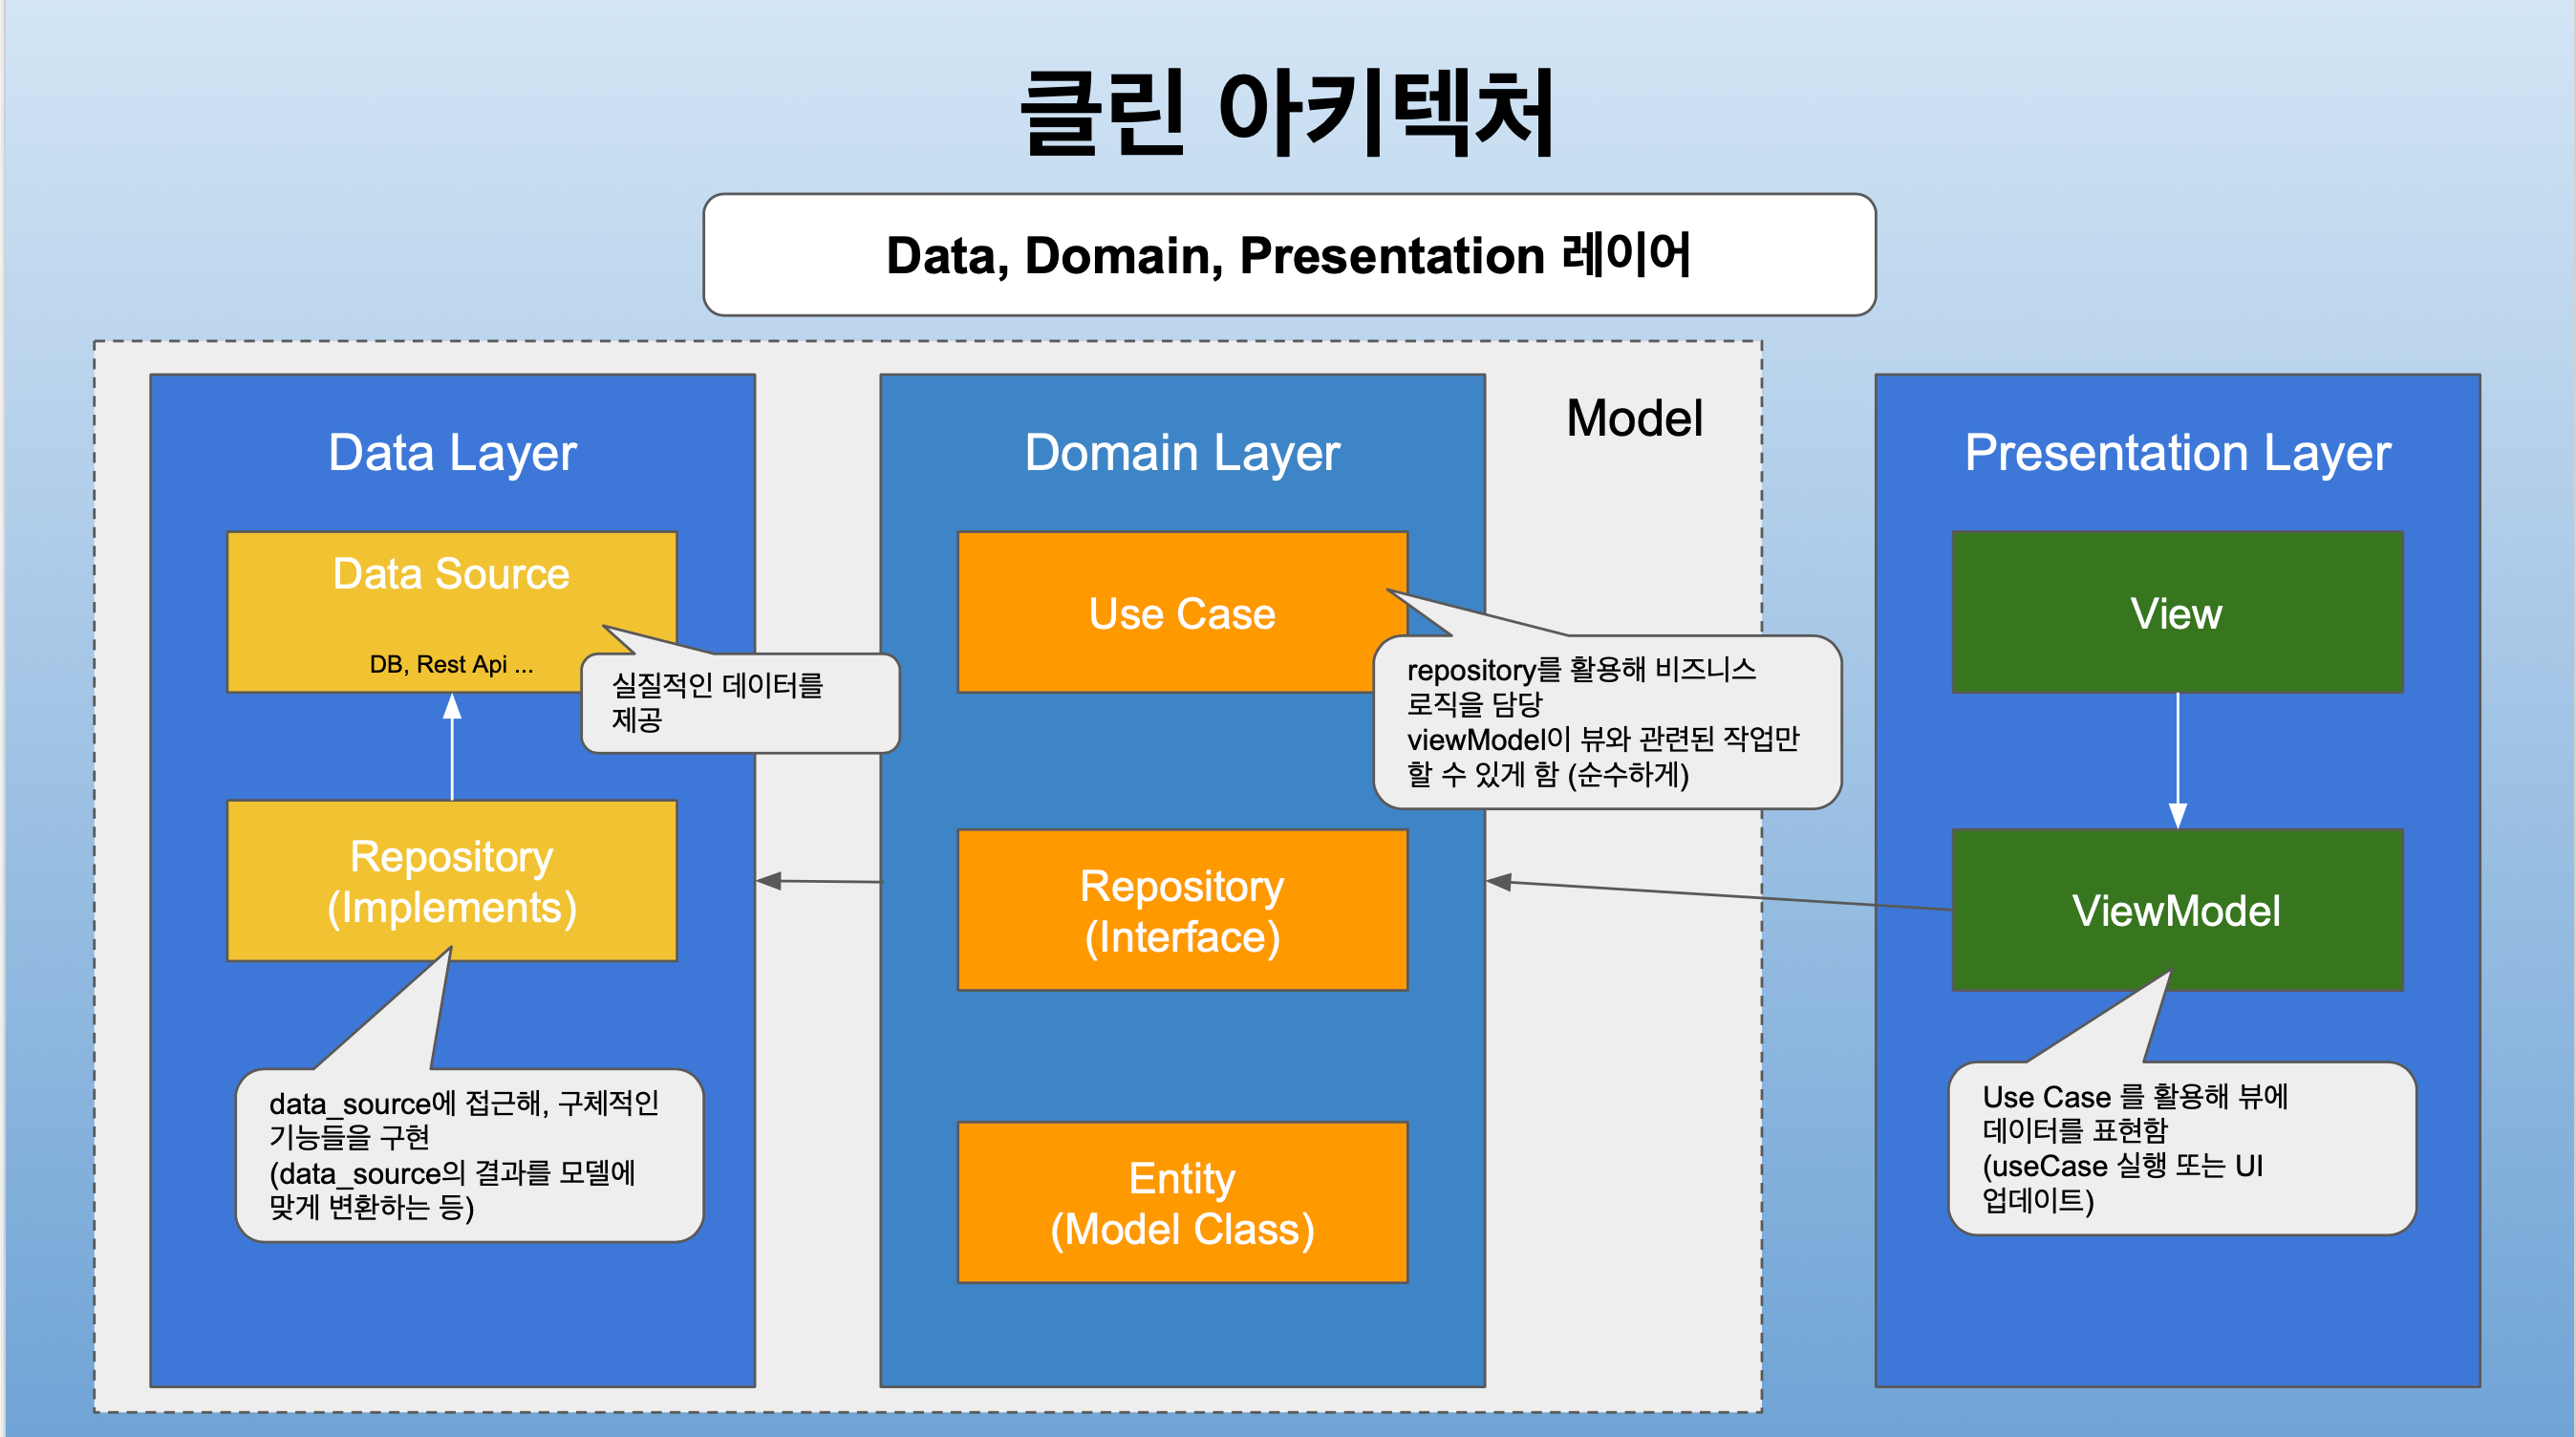 클린 아키텍처
Data, Domain, Presentation 레이어
Model
Data Layer
Data Source
DB, Rest Api ...
실질적인 데이터를
제공
Repository
(Implements)
data_source에 접근해, 구체적인
기능들을 구현
(data_source의 결과를 모델에
맞게 변환하는 등)
Domain Layer
Use Case
repository를 활용해 비즈니스
로직을 담당
viewModel이 뷰와 관련된 작업만
할 수 있게 함 (순수하게)
Repository
(Interface)
Entity
(Model Class)
Presentation Layer
View
ViewModel
Use Case 를 활용해 뷰에
데이터를 표현함
(useCase 실행 또는 UI
업데이트)